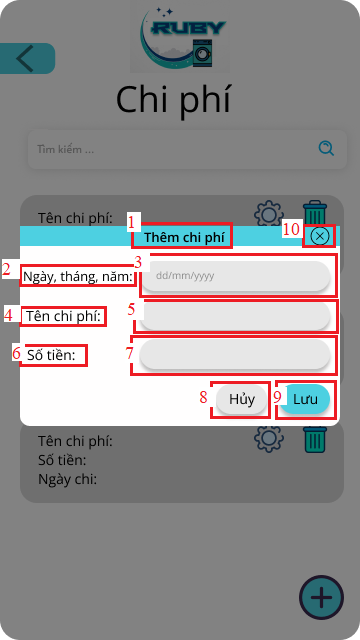 RUBY
Chi phí
Tìm kiếm ...
Tên chi phí:
1 Thêm chi phí 10
2 Ngày, tháng, năm: 3 dd/mm/yyyy
4 Tên chi phí: 5
6 Số tiền: 7
8 Hủy 9 Lưu
Tên chi phí:
Số tiền:
Ngày chi: